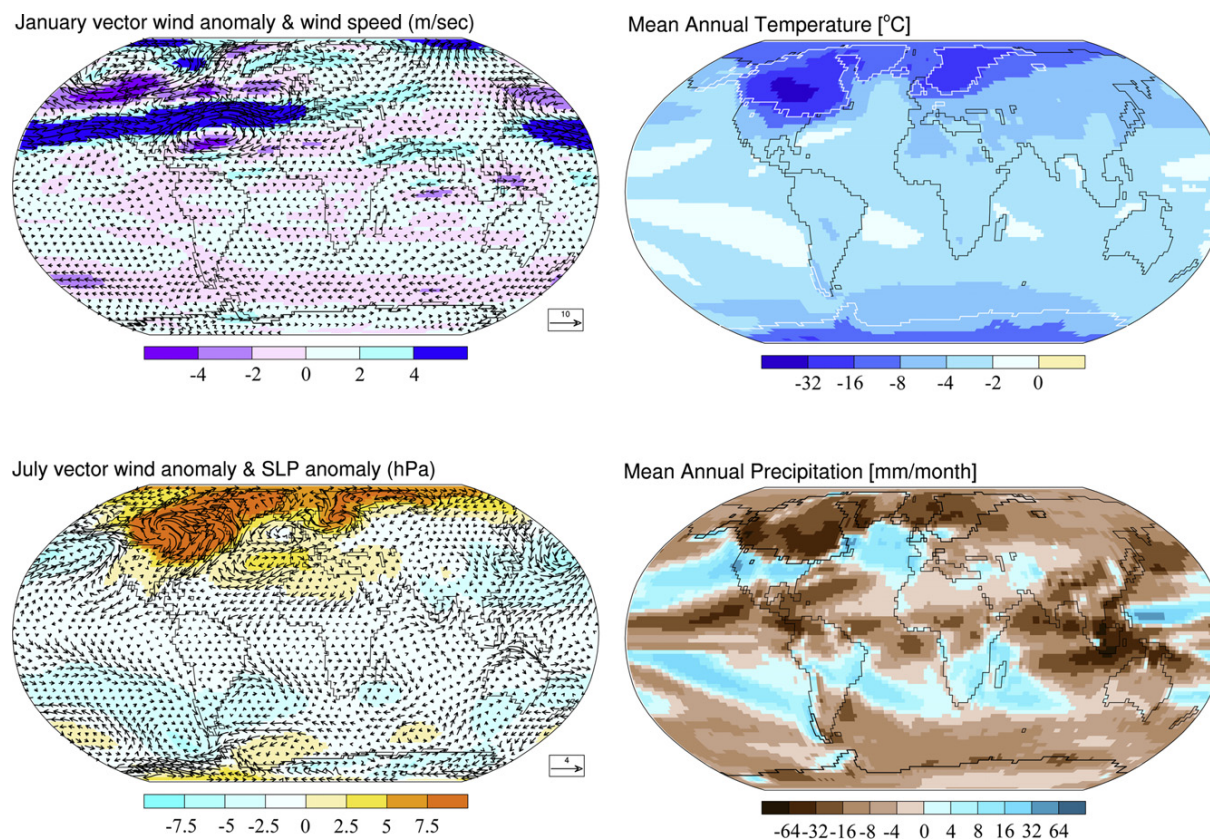 January vector wind anomaly & wind speed (m/sec)
10
-4 -2 0 2 4
Mean Annual Temperature [°C]
-32 -16 -8 -4 -2 0
July vector wind anomaly & SLP anomaly (hPa)
4
-7.5 -5 -2.5 0 2.5 5 7.5
Mean Annual Precipitation [mm/month]
-64 -32 -16 -8 -4 0 4 8 16 32 64